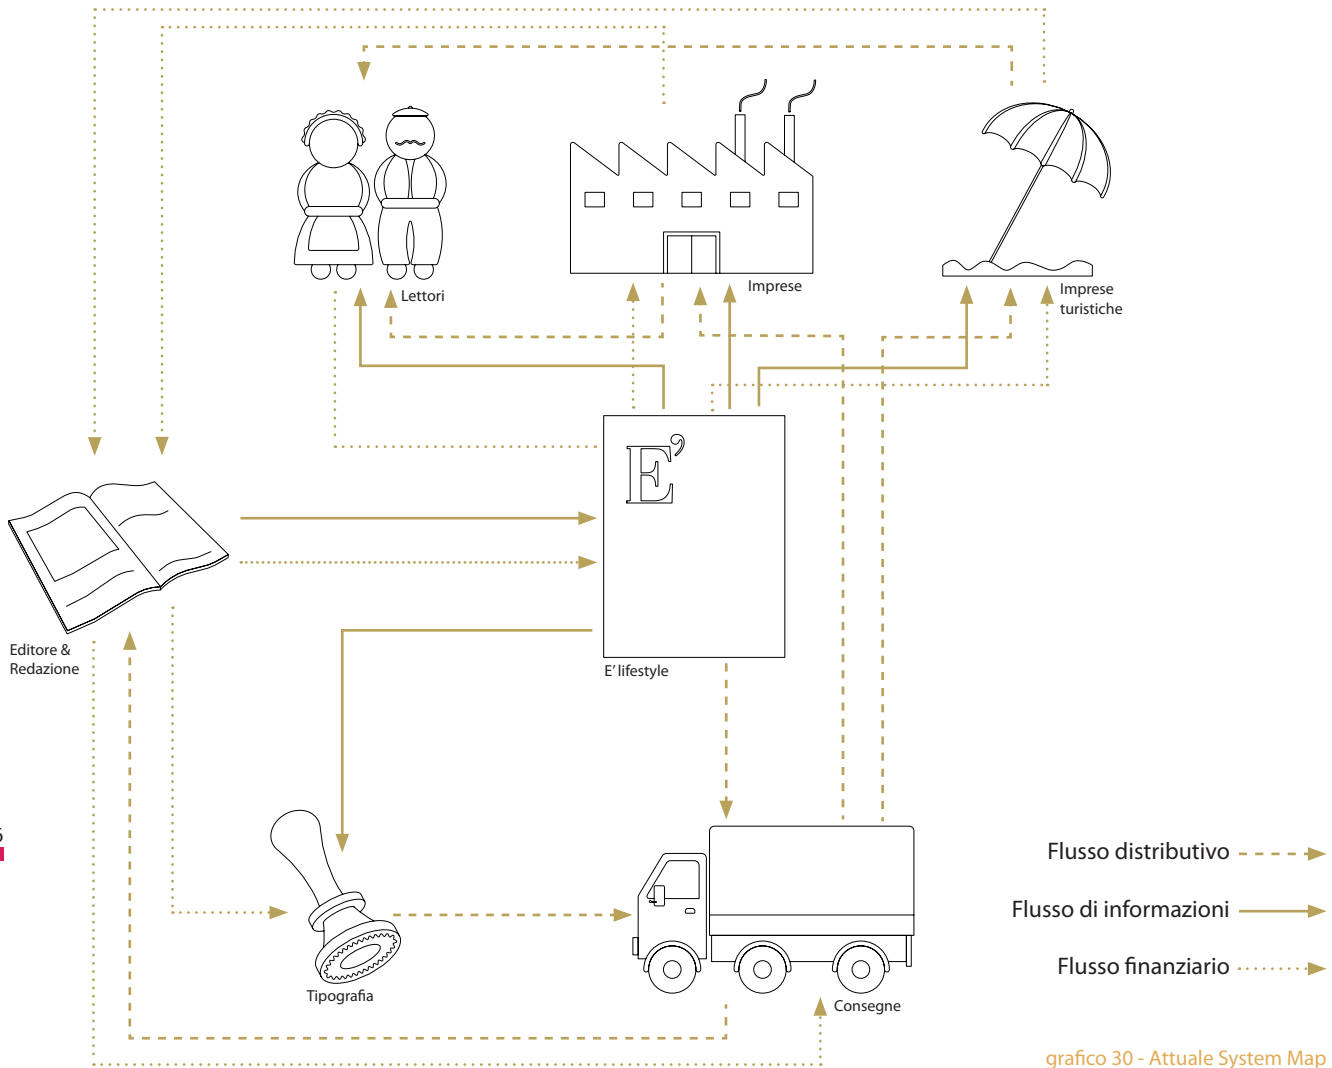 Lettori
Imprese
Imprese
turistiche
E’
Editore &
Redazione
E’ lifestyle
Tipografia
Consegne
Flusso distributivo
Flusso di informazioni
Flusso finanziario
grafico 30 - Attuale System Map